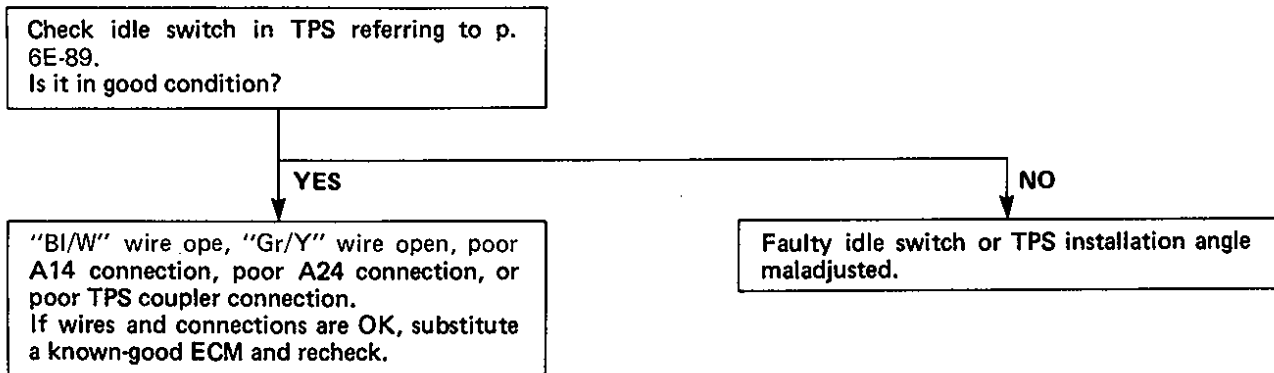 Check idle switch in TPS referring to p.
6E-89.
Is it in good condition?
YES
NO
"Bl/W" wire ope, "Gr/Y" wire open, poor
A14 connection, poor A24 connection, or
poor TPS coupler connection.
If wires and connections are OK, substitute
a known-good ECM and recheck.
Faulty idle switch or TPS installation angle
maladjusted.